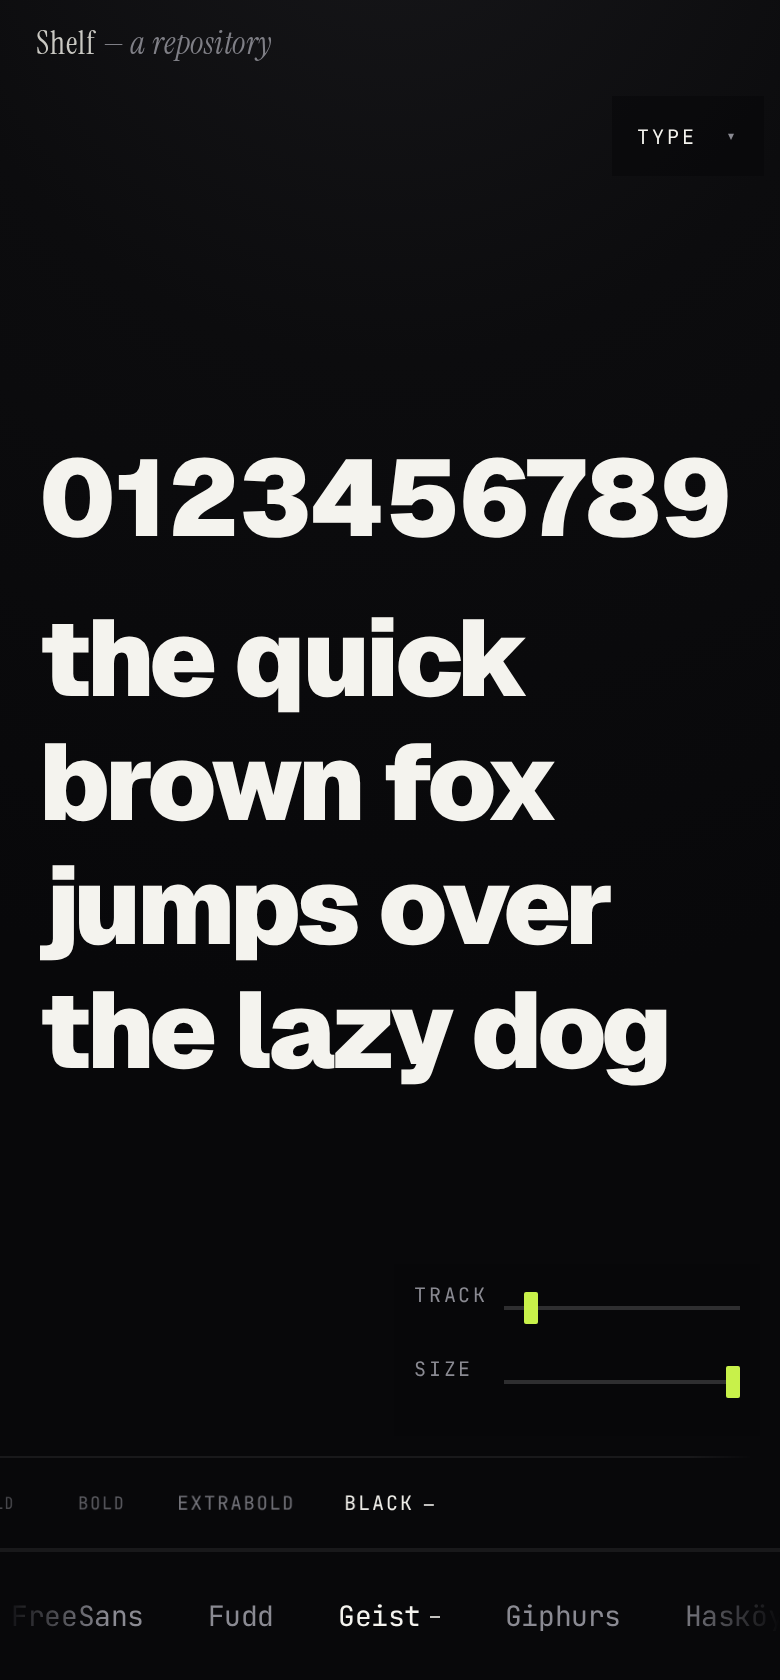 Shelf — a repository
TYPE ▾
0123456789
the quick
brown fox
jumps over
the lazy dog
TRACK
SIZE
BOLD EXTRABOLD BLACK –
FreeSans Fudd Geist – Giphurs